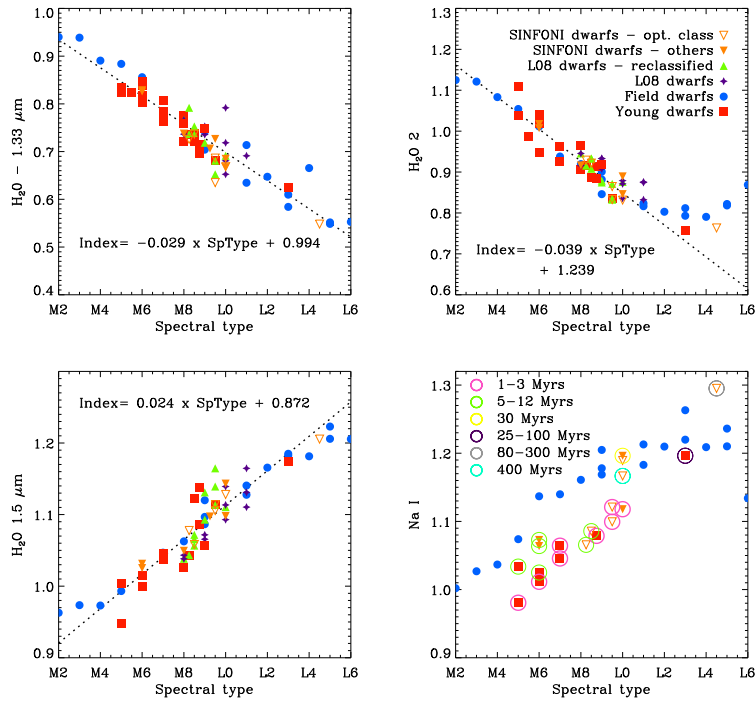 1.0
0.9
0.8
0.7
0.6
0.5
0.4
H₂O − 1.33 μm
Index= −0.029 x SpType + 0.994
M2 M4 M6 M8 L0 L2 L4 L6
Spectral type
1.3
1.2
1.1
1.0
0.9
0.8
0.7
0.6
H₂O 2
SINFONI dwarfs − opt. class
SINFONI dwarfs − others
L08 dwarfs − reclassified
L08 dwarfs
Field dwarfs
Young dwarfs
Index= −0.039 x SpType
+ 1.239
M2 M4 M6 M8 L0 L2 L4 L6
Spectral type
1.2
1.1
1.0
0.9
H₂O 1.5 μm
Index= 0.024 x SpType + 0.872
M2 M4 M6 M8 L0 L2 L4 L6
Spectral type
1.3
1.2
1.1
1.0
0.9
Na I
1−3 Myrs
5−12 Myrs
30 Myrs
25−100 Myrs
80−300 Myrs
400 Myrs
M2 M4 M6 M8 L0 L2 L4 L6
Spectral type